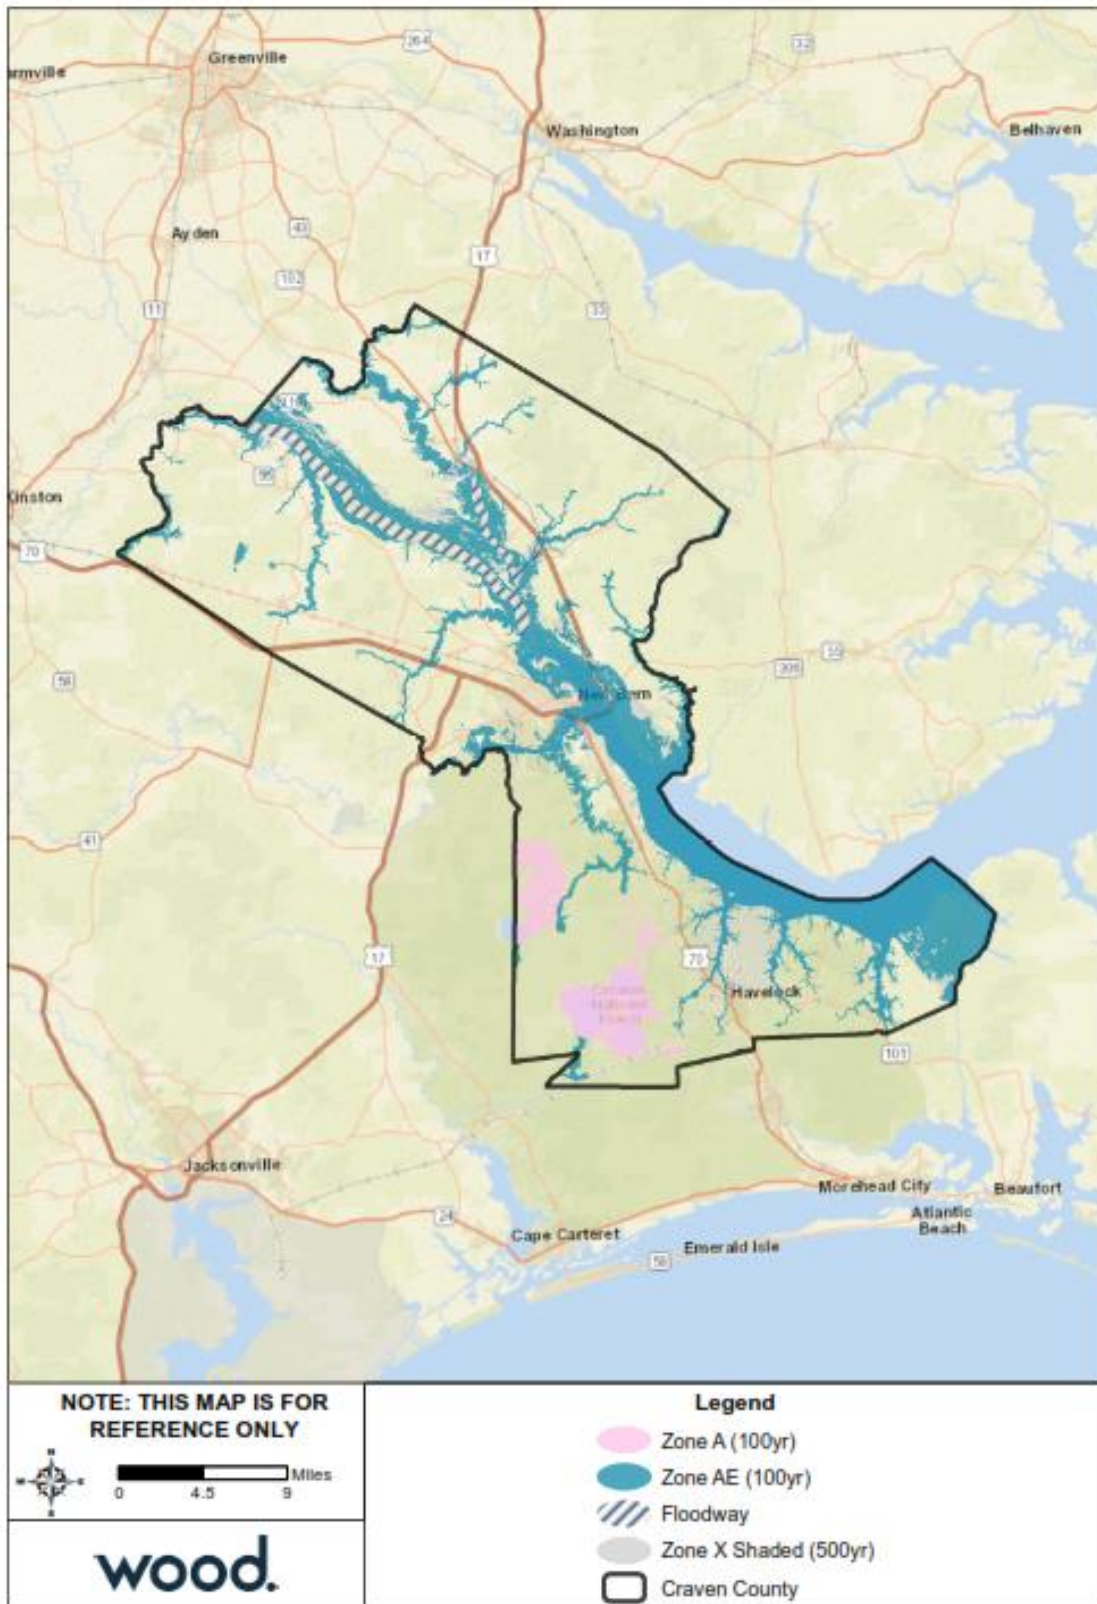 264
Greenville
32
armville
Washington
Belhaven
43
Ayden
17
102
11
33
Kinston
70
55
306
58
New Bern
41
17
70
Havelock
Croatan
National
Forest
101
Jacksonville
Morehead City
Beaufort
24
Atlantic
Beach
Cape Carteret
Emerald Isle
58
NOTE: THIS MAP IS FOR
REFERENCE ONLY
N
W E
S
Miles
0 4.5 9
wood.
Legend
Zone A (100yr)
Zone AE (100yr)
Floodway
Zone X Shaded (500yr)
Craven County